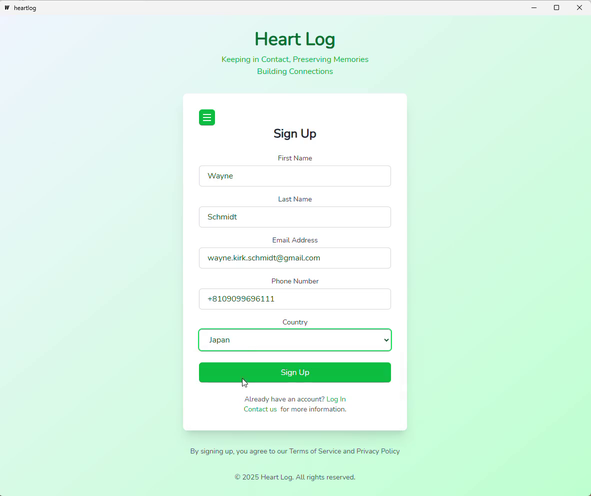 heartlog
Heart Log
Keeping in Contact, Preserving Memories
Building Connections
Sign Up
First Name
Wayne
Last Name
Schmidt
Email Address
wayne.kirk.schmidt@gmail.com
Phone Number
+8109099696111
Country
Japan
Sign Up
Already have an account? Log In
Contact us for more information.
By signing up, you agree to our Terms of Service and Privacy Policy
© 2025 Heart Log. All rights reserved.